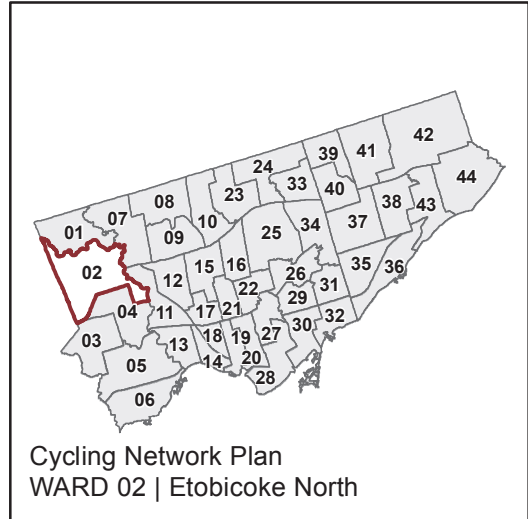 39 41 42
24
08 23 33 40 44
07 10 38 43
01 09 25 34 37
02 12 15 16 26 35 36
04 11 17 21 22 29 31
03 13 18 19 27 30 32
05 14 20
06 28
Cycling Network Plan
WARD 02 | Etobicoke North